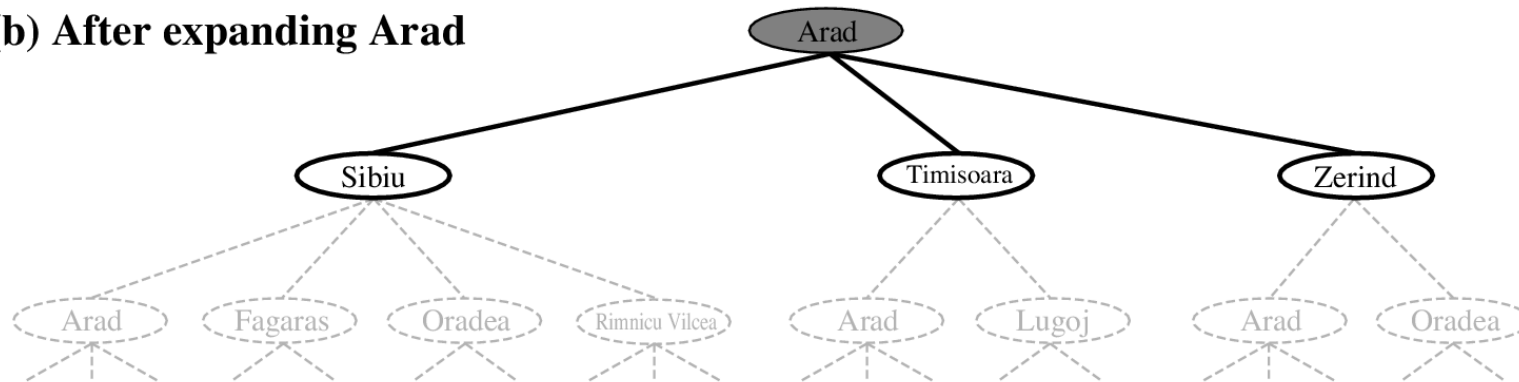 b) After expanding Arad
Arad
Sibiu
Timisoara
Zerind
Arad
Fagaras
Oradea
Rimnicu Vilcea
Arad
Lugoj
Arad
Oradea